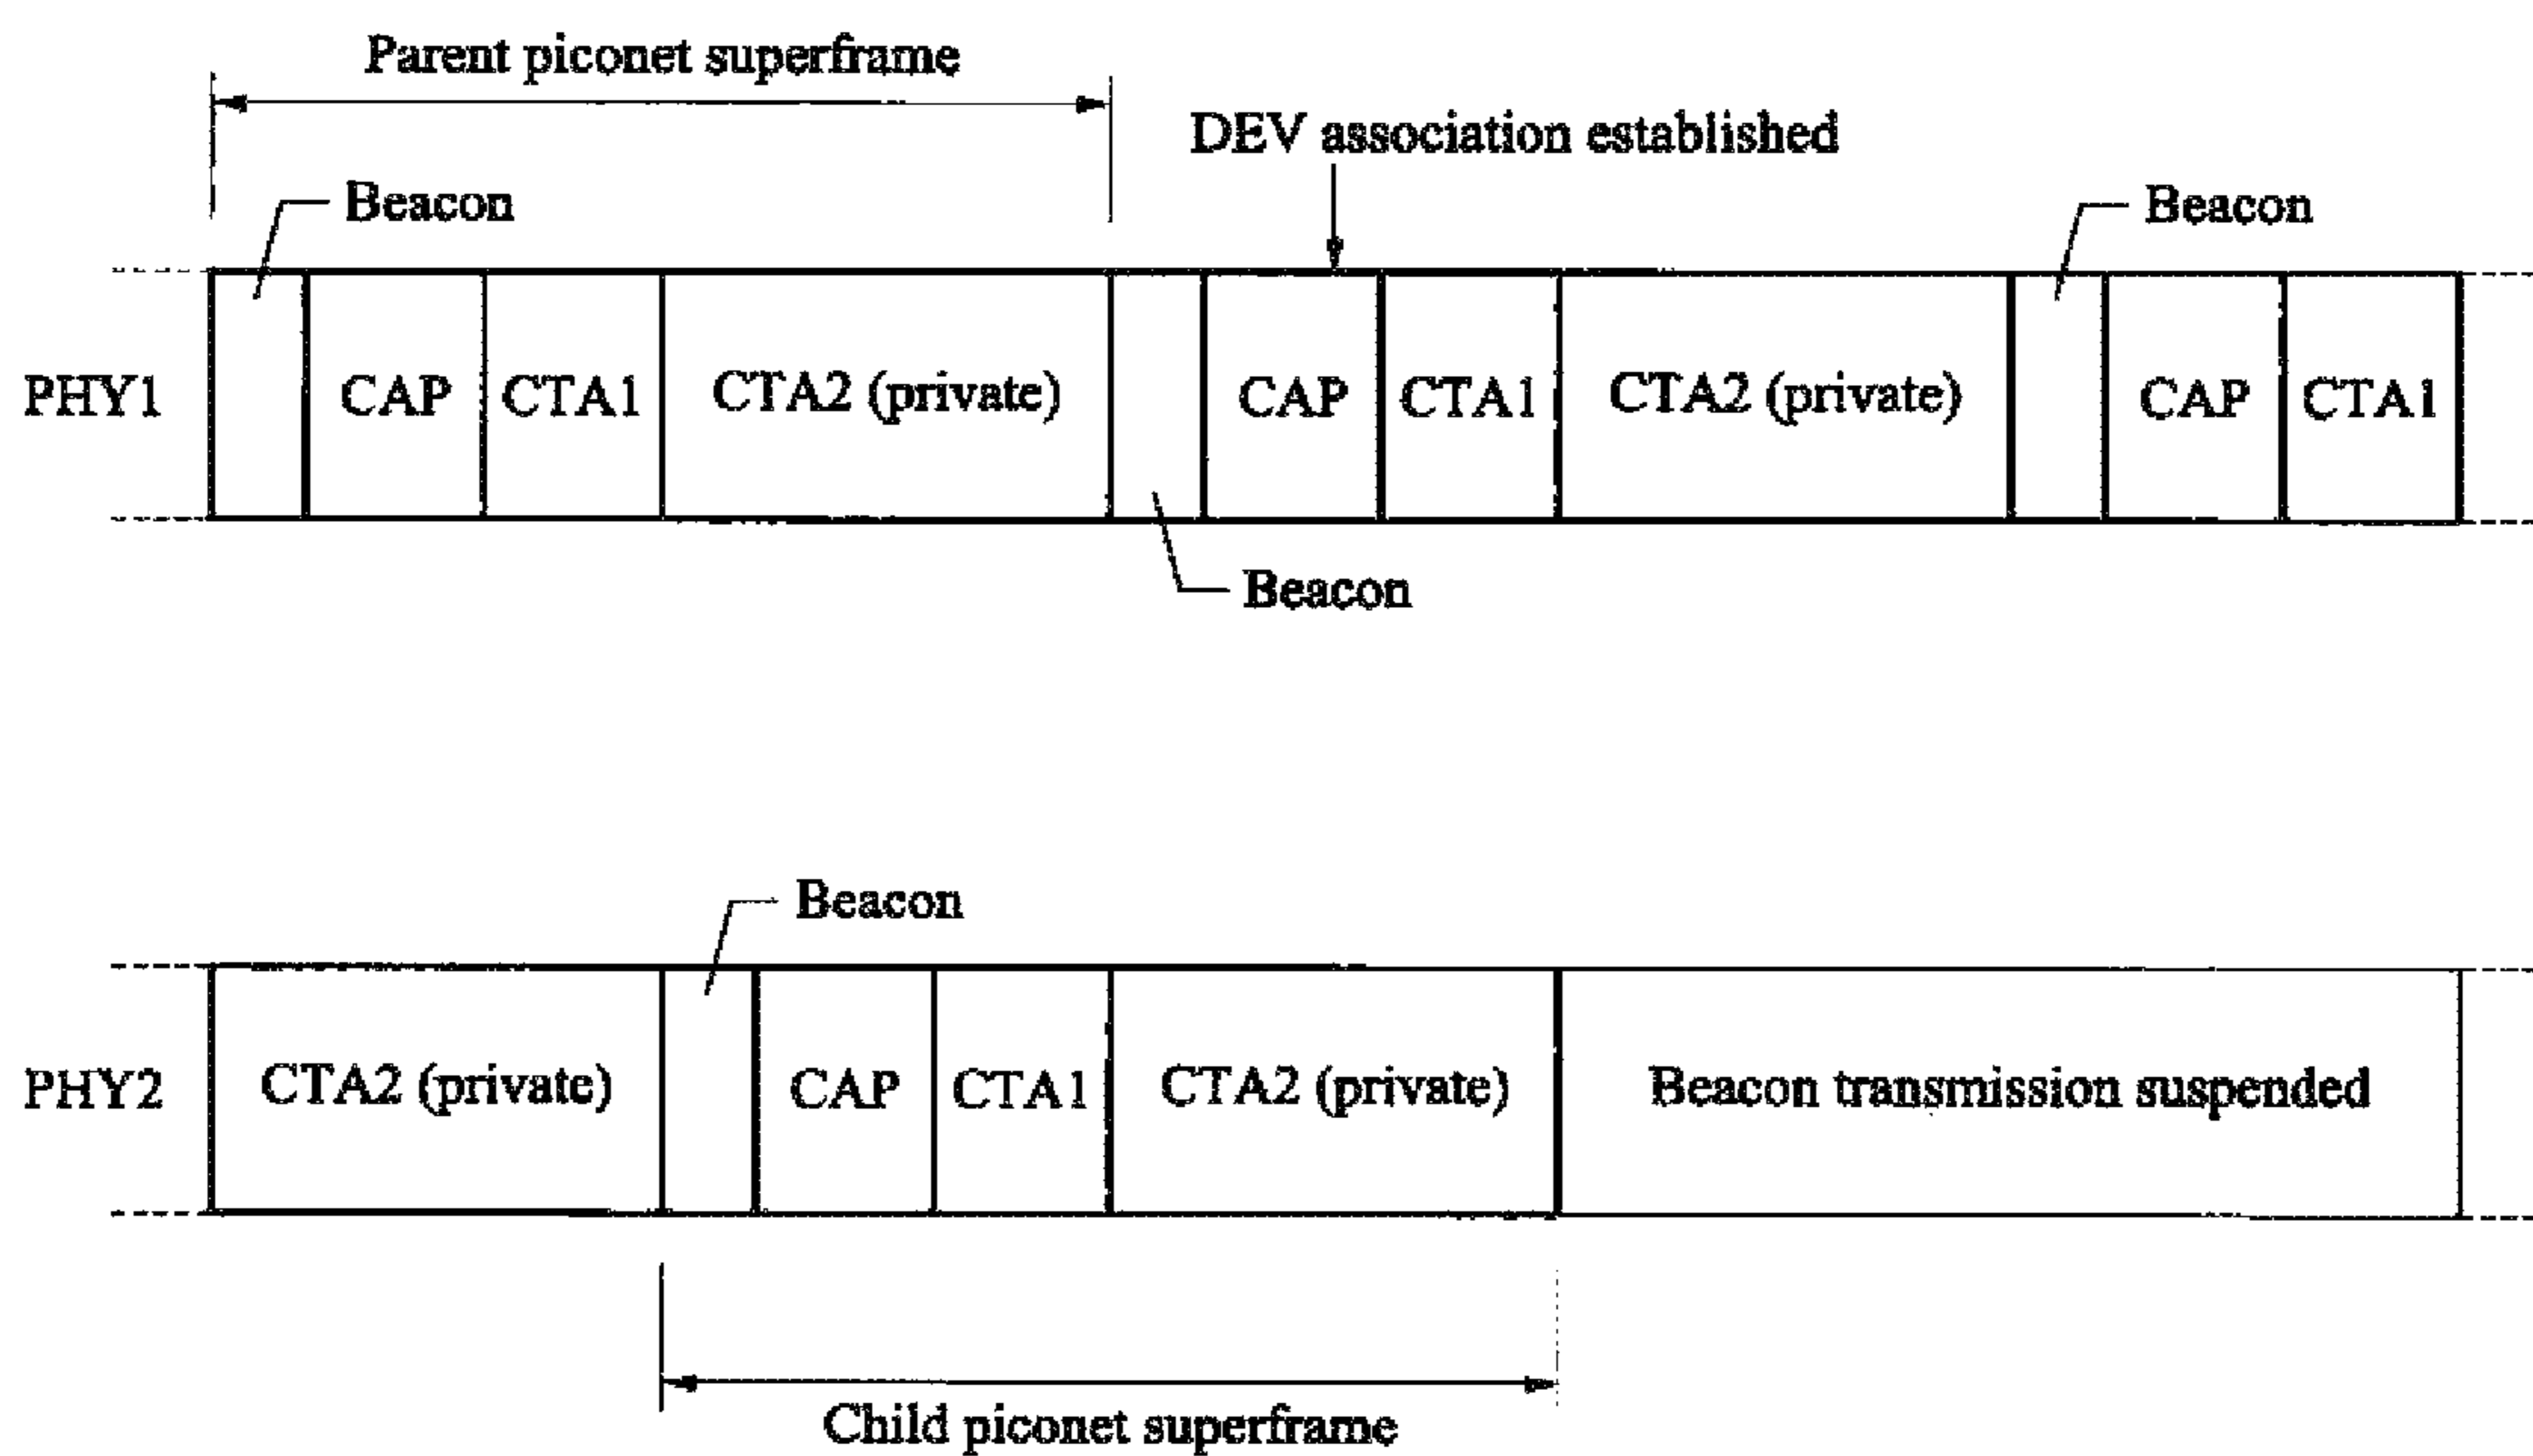 Parent piconet superframe
DEV association established
Beacon
Beacon
PHY1
CAP
CTA1
CTA2 (private)
CAP
CTA1
CTA2 (private)
CAP
CTA1
Beacon
Beacon
PHY2
CTA2 (private)
CAP
CTA1
CTA2 (private)
Beacon transmission suspended
Child piconet superframe